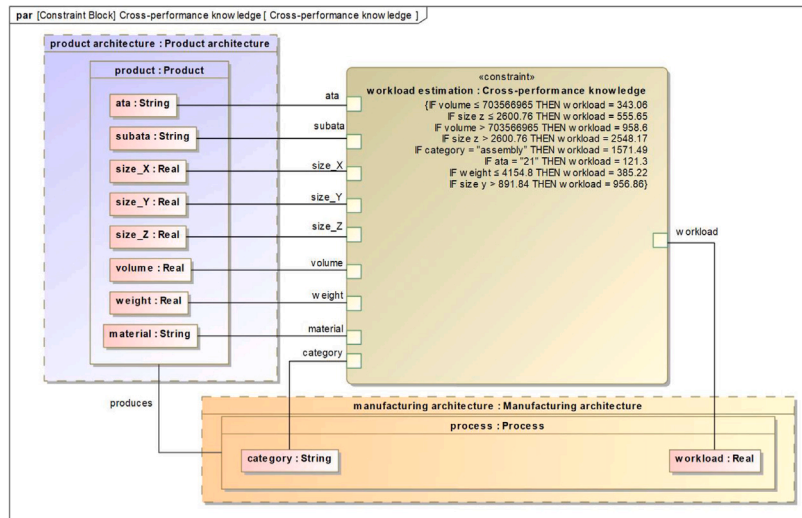 par [Constraint Block] Cross-performance knowledge [ Cross-performance knowledge ]
product architecture : Product architecture
product : Product
ata : String
subata : String
size_X : Real
size_Y : Real
size_Z : Real
volume : Real
weight : Real
material : String
ata
subata
size_X
size_Y
size_Z
volume
weight
material
category
«constraint»
workload estimation : Cross-performance knowledge
{IF volume ≤ 703566965 THEN workload = 343.06
IF size z ≤ 2600.76 THEN workload = 555.65
IF volume > 703566965 THEN workload = 958.6
IF size z > 2600.76 THEN workload = 2548.17
IF category = "assembly" THEN workload = 1571.49
IF ata = "21" THEN workload = 121.3
IF weight ≤ 4154.8 THEN workload = 385.22
IF size y > 891.84 THEN workload = 956.86}
workload
produces
manufacturing architecture : Manufacturing architecture
process : Process
category : String
workload : Real